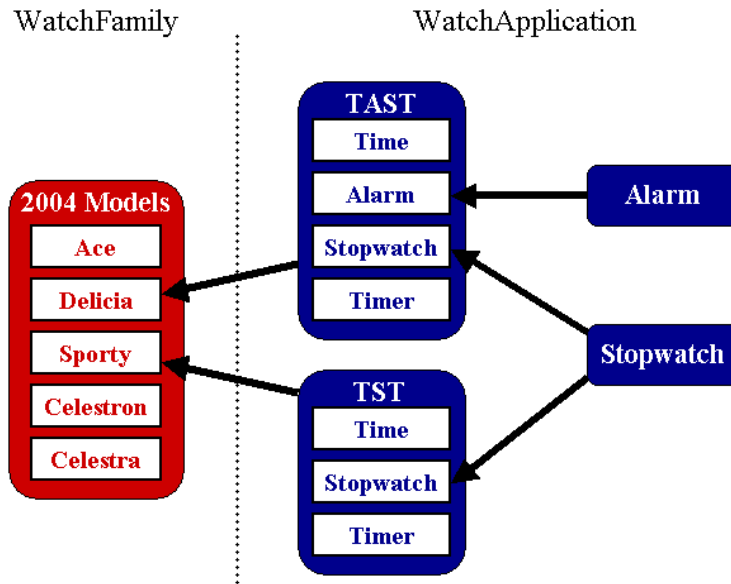 WatchFamily
WatchApplication
2004 Models
Ace
Delicia
Sporty
Celestron
Celestra
TAST
Time
Alarm
Stopwatch
Timer
TST
Time
Stopwatch
Timer
Alarm
Stopwatch